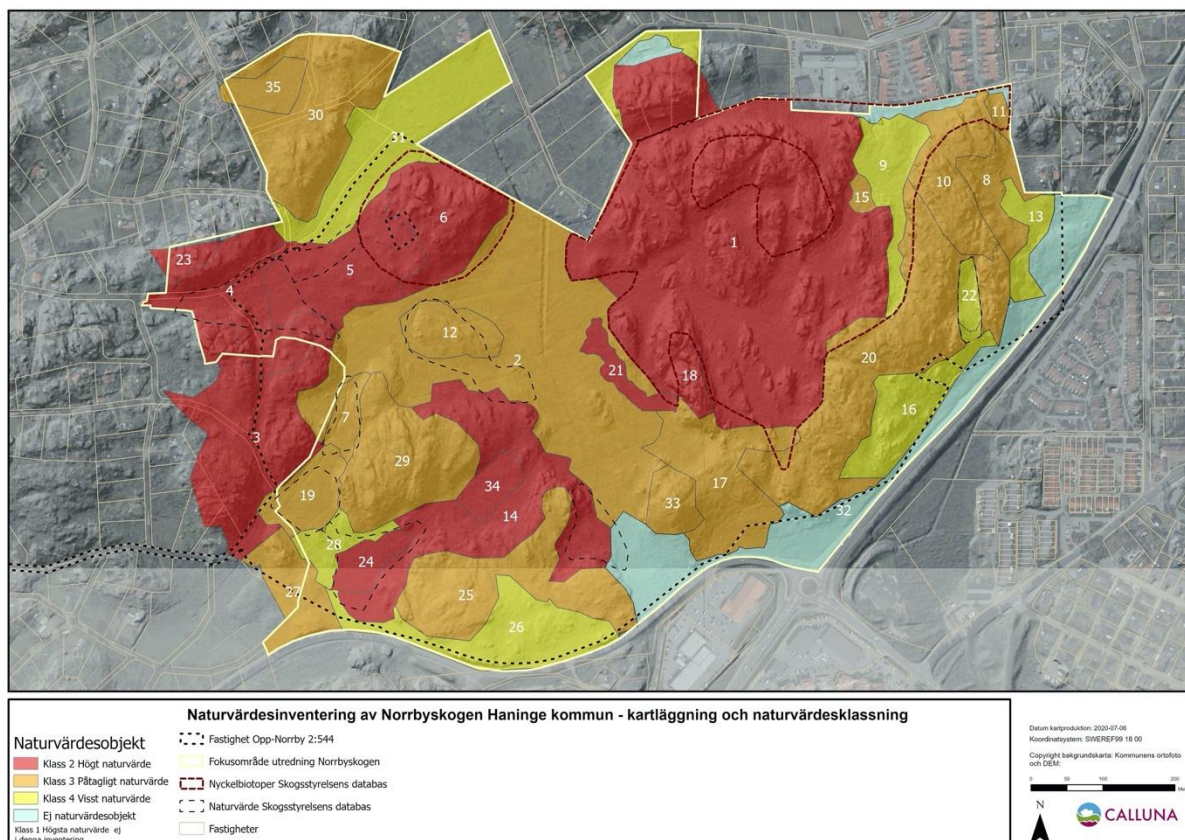 35
30
31
11
9
10
8
15
6
13
1
23
5
4
22
12
2
20
21
18
16
7
3
29
19
34
17
33
14
32
28
24
27
25
26
Naturvärdesinventering av Norrbyskogen Haninge kommun - kartläggning och naturvärdesklassning
Naturvärdesobjekt
Klass 2 Högt naturvärde
Klass 3 Påtagligt naturvärde
Klass 4 Visst naturvärde
Ej naturvärdesobjekt
Klass 1 Högsta naturvärde ej
i denna inventering
Fastighet Opp-Norrby 2:544
Fokusområde utredning Norrbyskogen
Nyckelbiotoper Skogsstyrelsens databas
Naturvärde Skogsstyrelsens databas
Fastigheter
Datum kartproduktion: 2020-07-06
Koordinatsystem: SWEREF99 18 00
Copyright bakgrundskarta: Kommunens ortofoto
och DEM;
0 50 100 200
N
CALLUNA